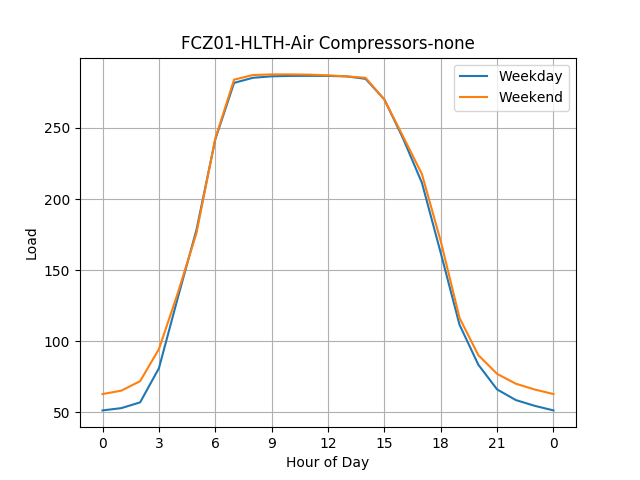 FCZ01-HLTH-Air Compressors-none
Weekday
Weekend
250
200
150
100
50
Load
0 3 6 9 12 15 18 21 0
Hour of Day